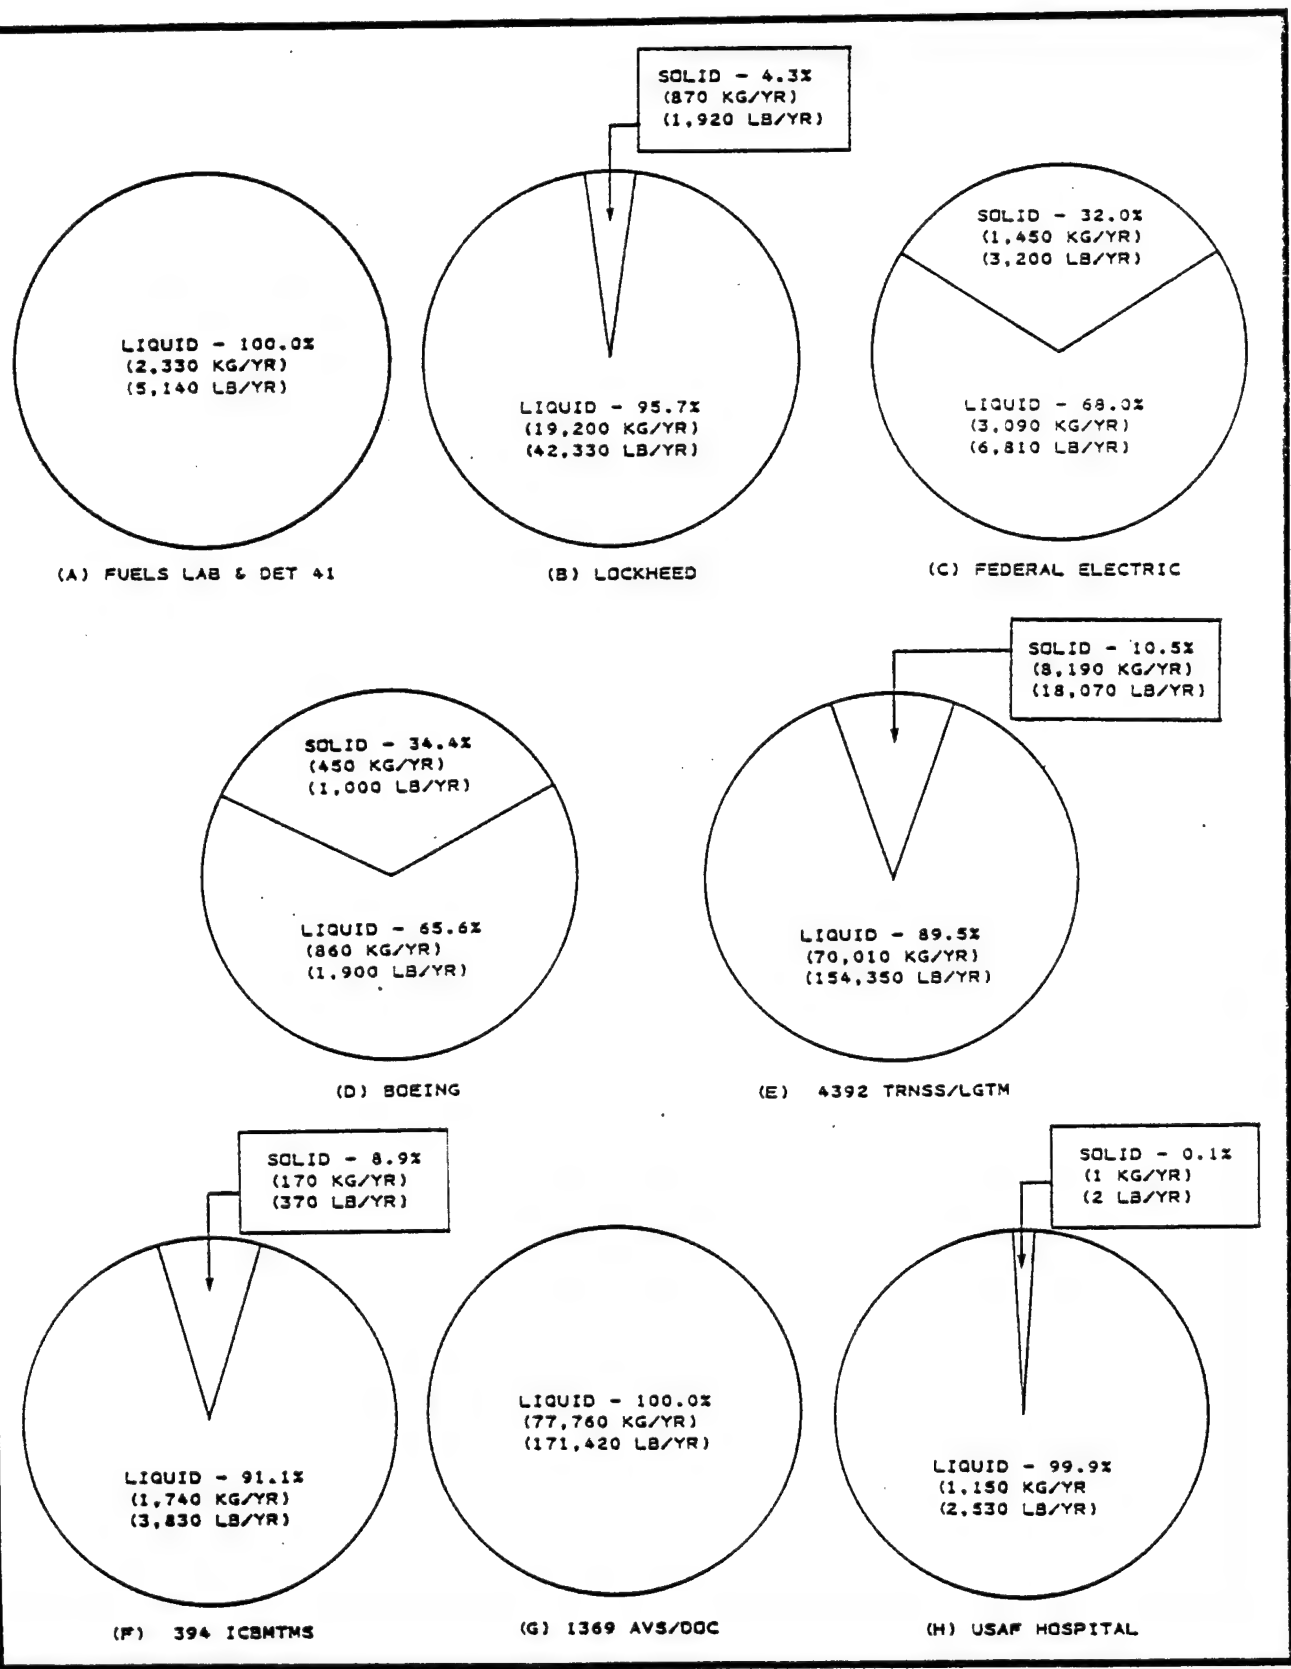 SOLID - 4.3%
(870 KG/YR)
(1,920 LB/YR)
SOLID - 32.0%
(1,450 KG/YR)
(3,200 LB/YR)
LIQUID - 100.0%
(2,330 KG/YR)
(5,140 LB/YR)
LIQUID - 95.7%
(19,200 KG/YR)
(42,330 LB/YR)
LIQUID - 68.0%
(3,090 KG/YR)
(6,810 LB/YR)
(A) FUELS LAB & DET 41
(B) LOCKHEED
(C) FEDERAL ELECTRIC
SOLID - 10.5%
(8,190 KG/YR)
(18,070 LB/YR)
SOLID - 34.4%
(450 KG/YR)
(1,000 LB/YR)
LIQUID - 65.6%
(860 KG/YR)
(1,900 LB/YR)
LIQUID - 89.5%
(70,010 KG/YR)
(154,350 LB/YR)
(D) BOEING
(E) 4392 TRNSS/LGTM
SOLID - 8.9%
(170 KG/YR)
(370 LB/YR)
SOLID - 0.1%
(1 KG/YR)
(2 LB/YR)
LIQUID - 91.1%
(1,740 KG/YR)
(3,830 LB/YR)
LIQUID - 100.0%
(77,760 KG/YR)
(171,420 LB/YR)
LIQUID - 99.9%
(1,150 KG/YR
(2,530 LB/YR)
(F) 394 ICBMTMS
(G) 1369 AVS/DOC
(H) USAF HOSPITAL